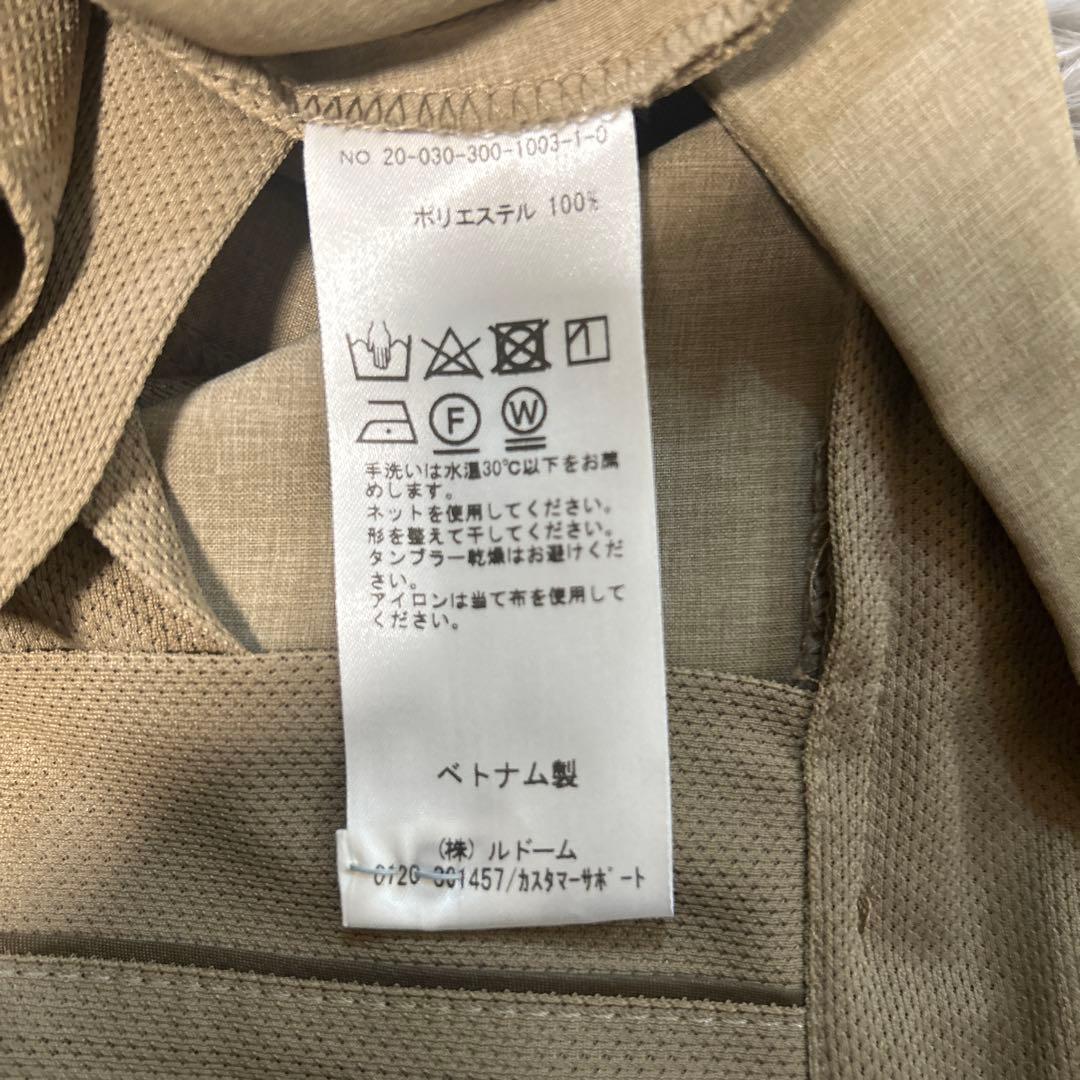 NO 20-030-300-1003-1-0
ポリエステル 100%
F W
手洗いは水温30℃以下をお薦
めします。
ネットを使用してください。
形を整えて干してください。
タンブラー乾燥はお避けくだ
さい。
アイロンは当て布を使用して
ください。
ベトナム製
(株) ルドーム
1457/カスタマーサポート